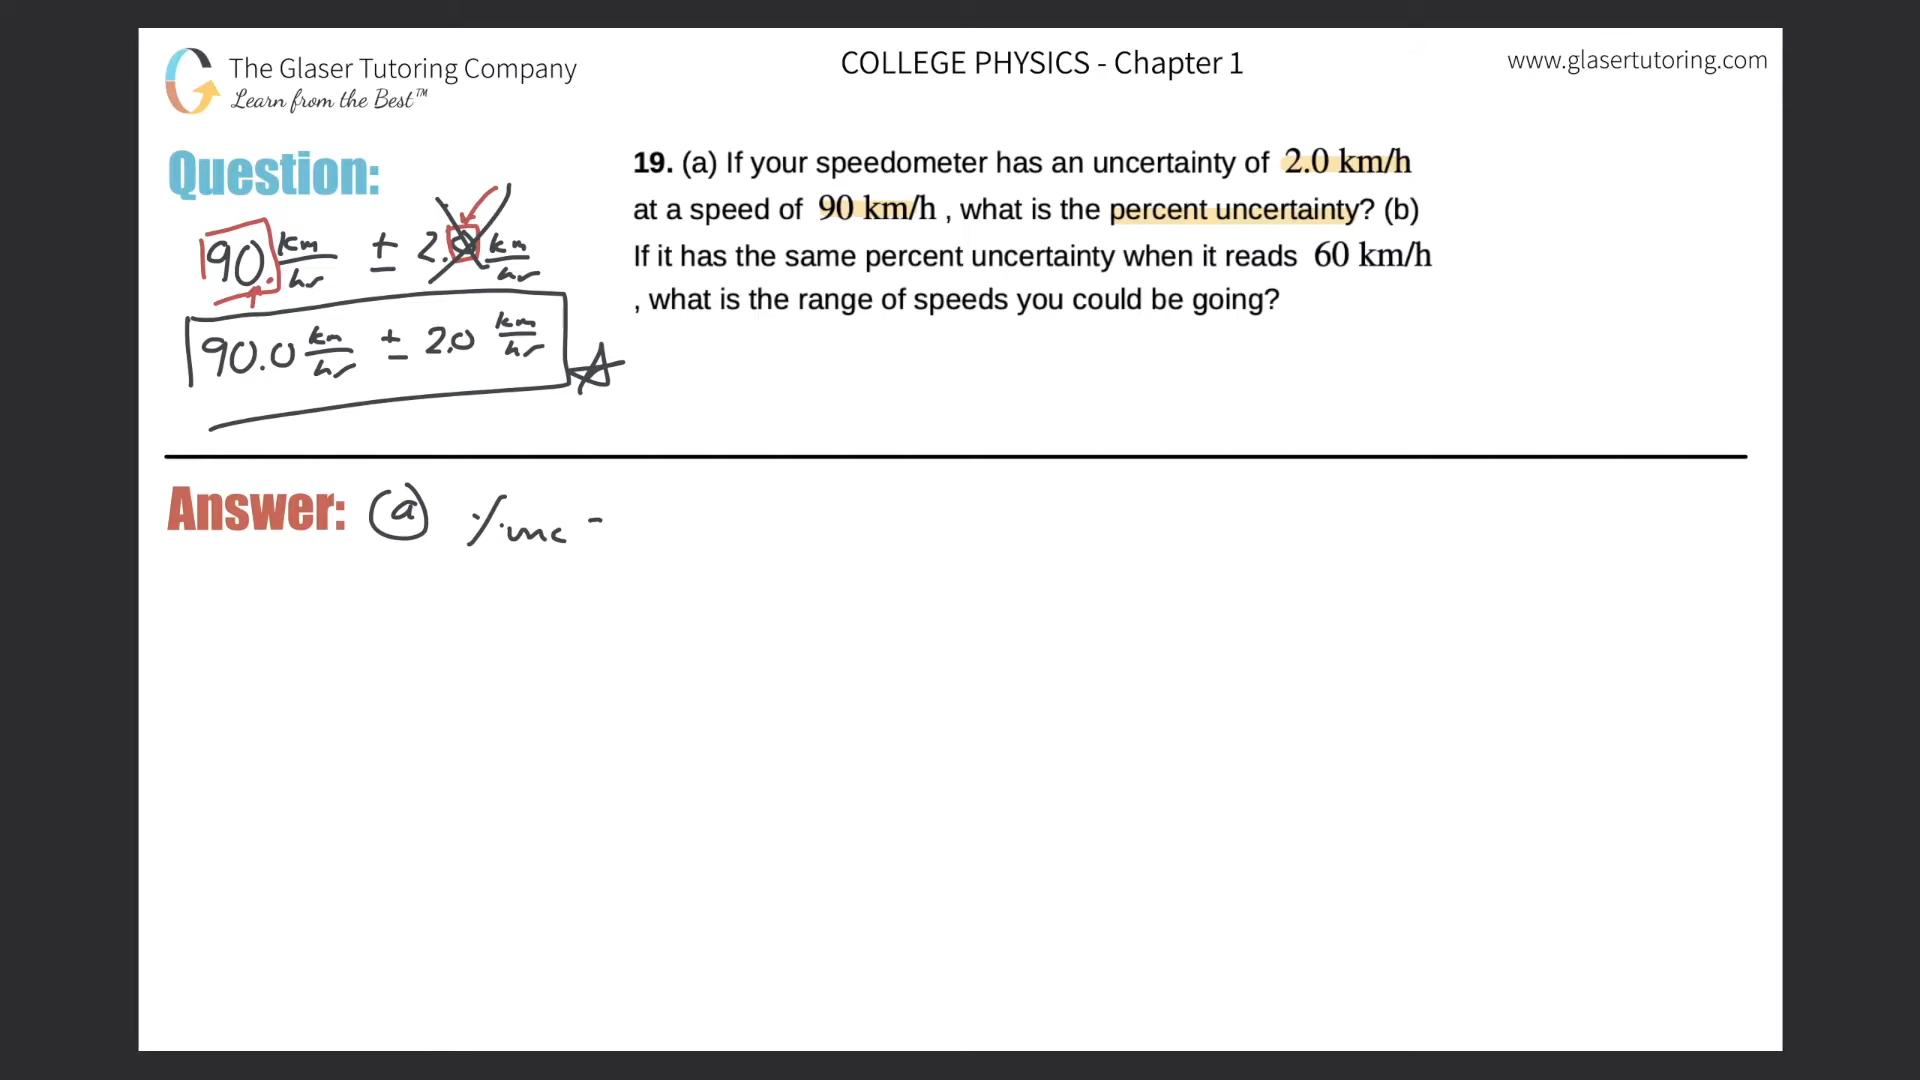 The Glaser Tutoring Company
Learn from the Best™
COLLEGE PHYSICS - Chapter 1
www.glasertutoring.com
Question:
90. km/hr ± 2.0 km/hr
90.0 km/hr ± 2.0 km/hr
19. (a) If your speedometer has an uncertainty of 2.0 km/h
at a speed of 90 km/h , what is the percent uncertainty? (b)
If it has the same percent uncertainty when it reads 60 km/h
, what is the range of speeds you could be going?
Answer: (a) % unc -